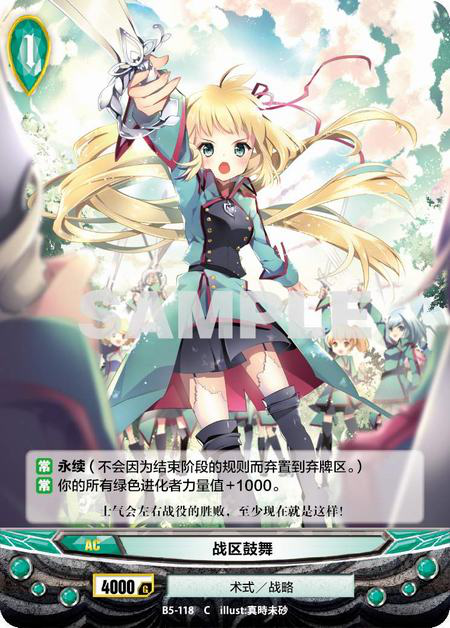 1
SAMPLE
常 永续（不会因为结束阶段的规则而弃置到弃牌区。）
常 你的所有绿色进化者力量值+1000。
士气会左右战役的胜败，至少现在就是这样！
AC 战区鼓舞
4000 G 术式／战略
B5-118 C illust:真時未砂